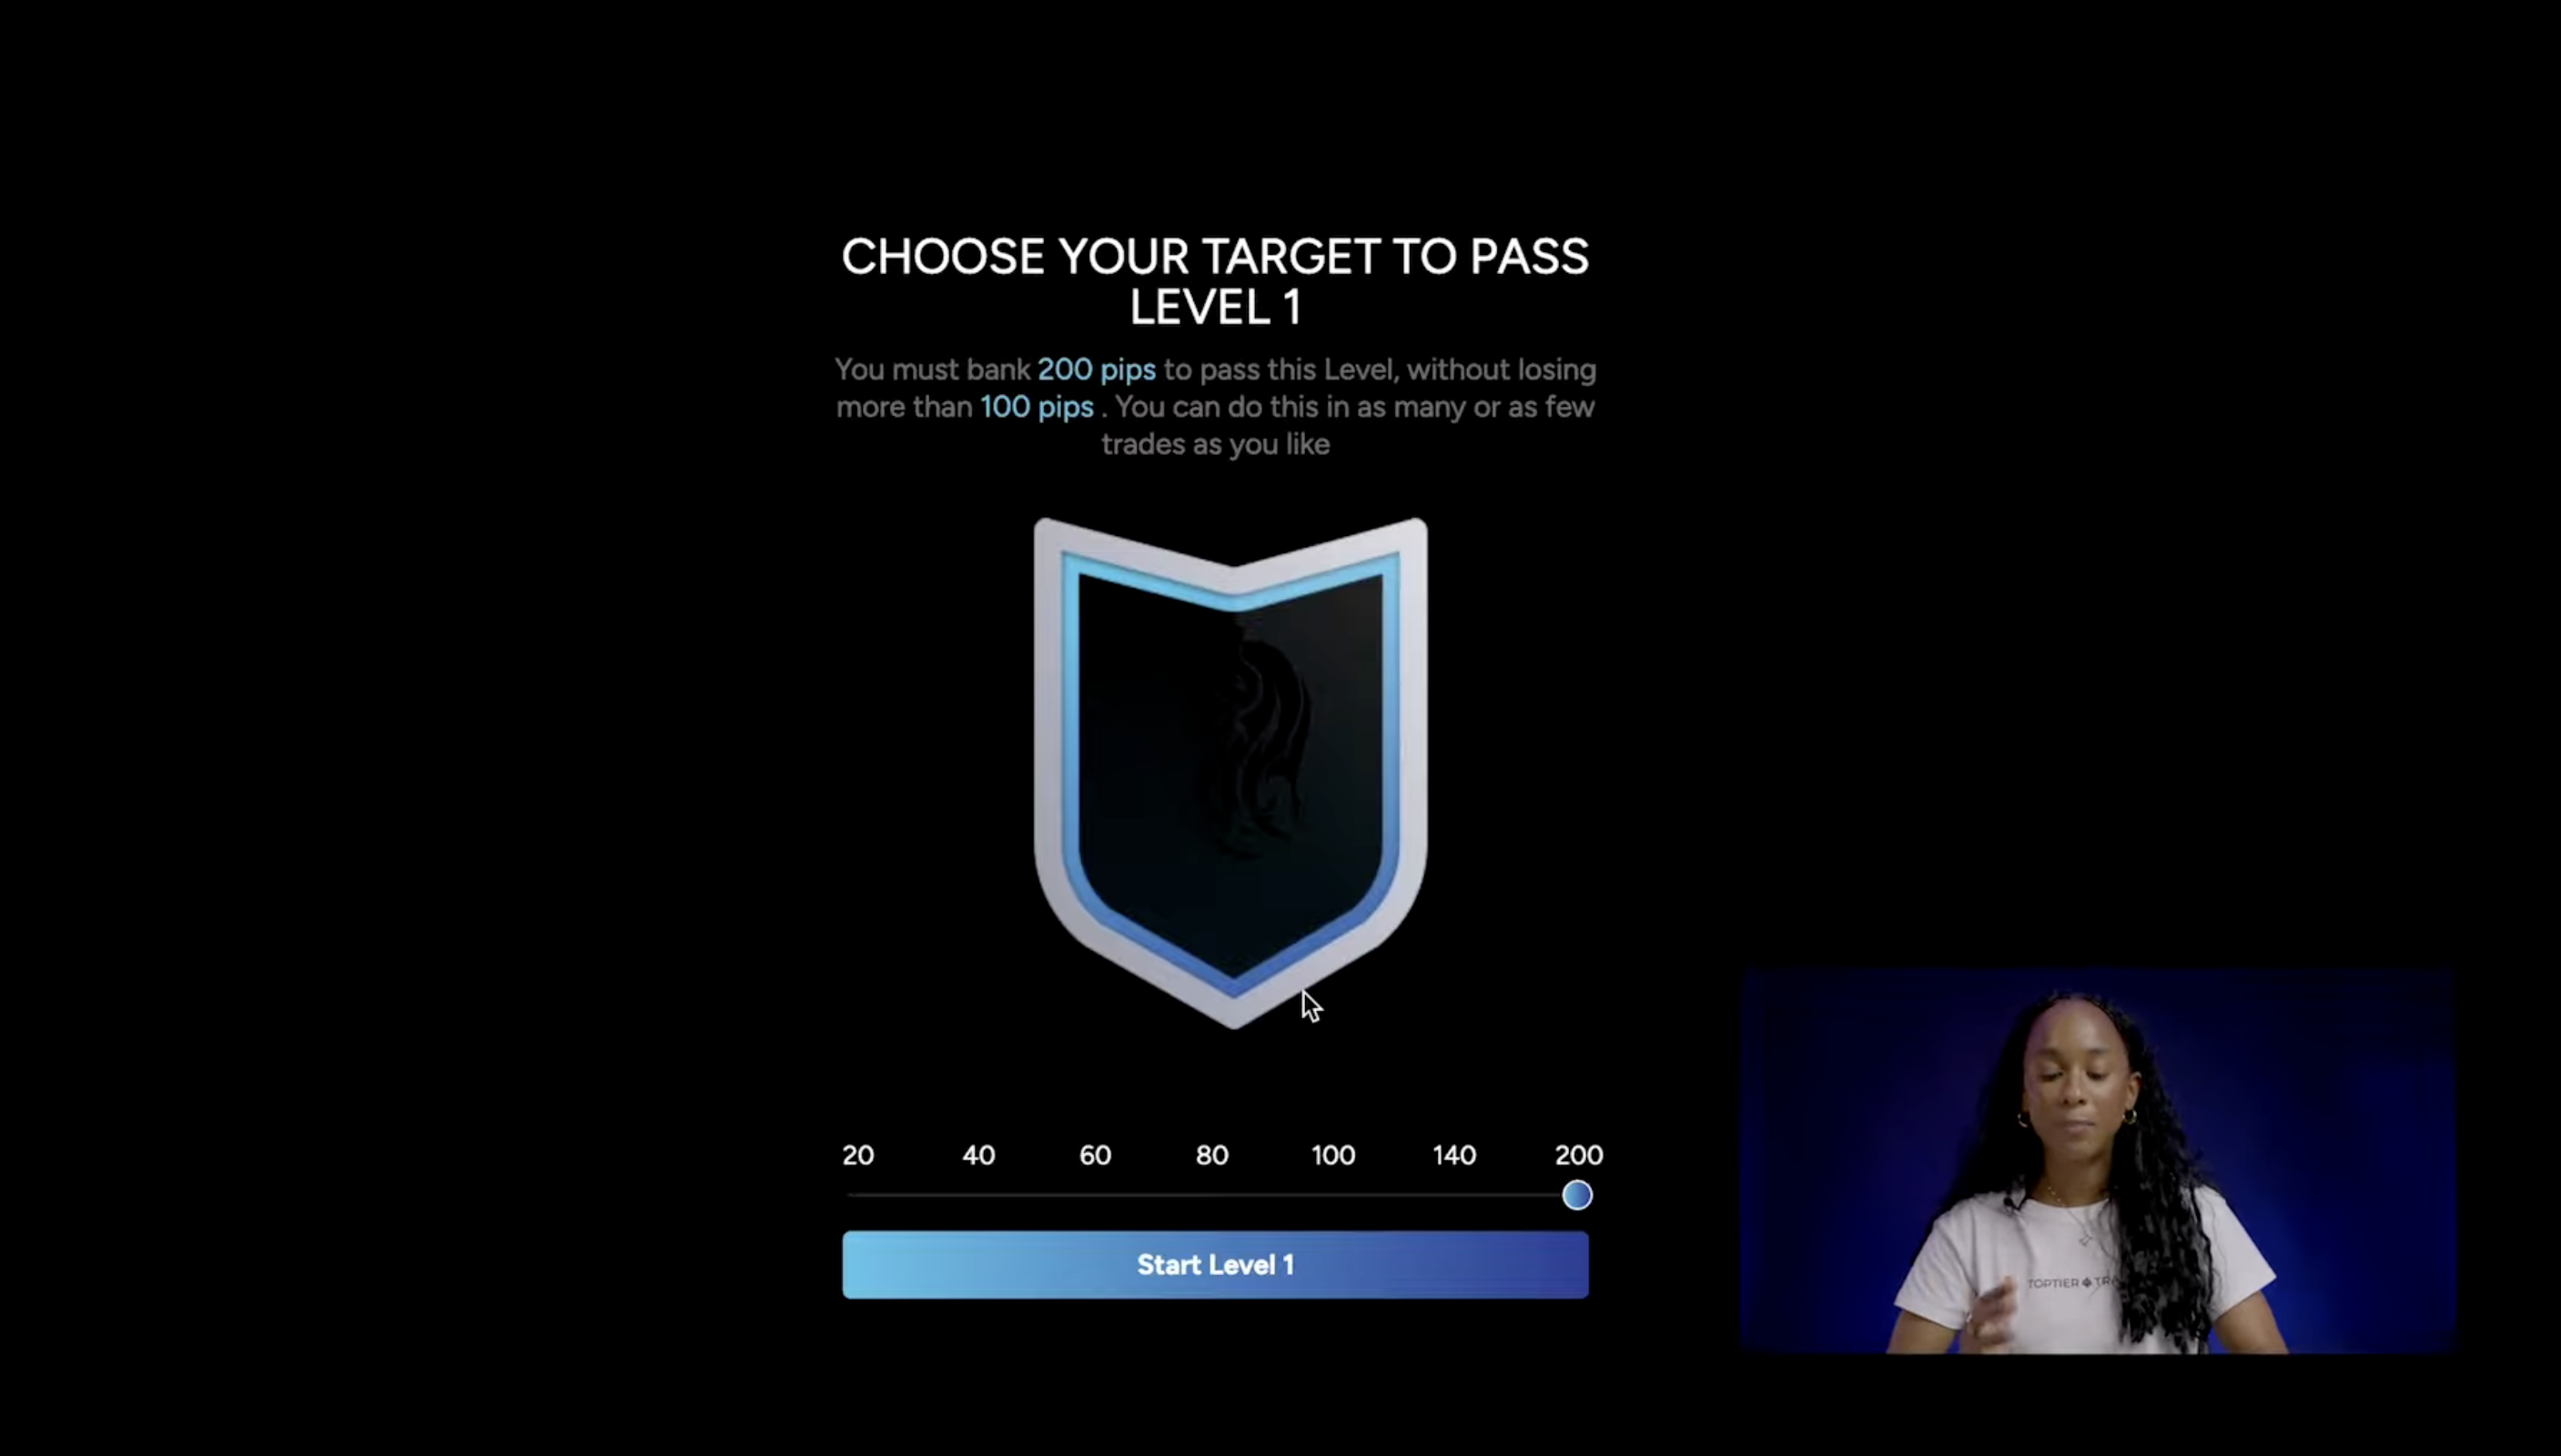 CHOOSE YOUR TARGET TO PASS
LEVEL 1
You must bank 200 pips to pass this Level, without losing
more than 100 pips . You can do this in as many or as few
trades as you like
20 40 60 80 100 140 200
Start Level 1
TOPTIER